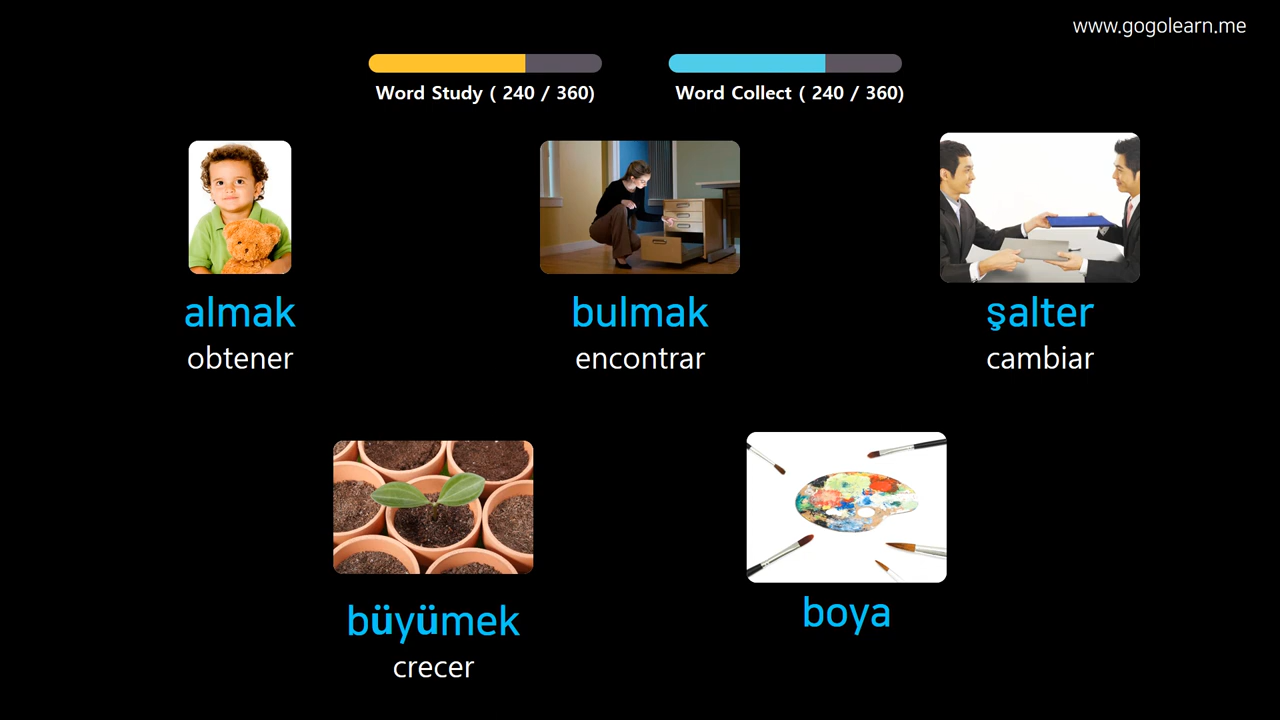 www.gogolearn.me
Word Study ( 240 / 360)
Word Collect ( 240 / 360)
almak
obtener
bulmak
encontrar
şalter
cambiar
büyümek
crecer
boya